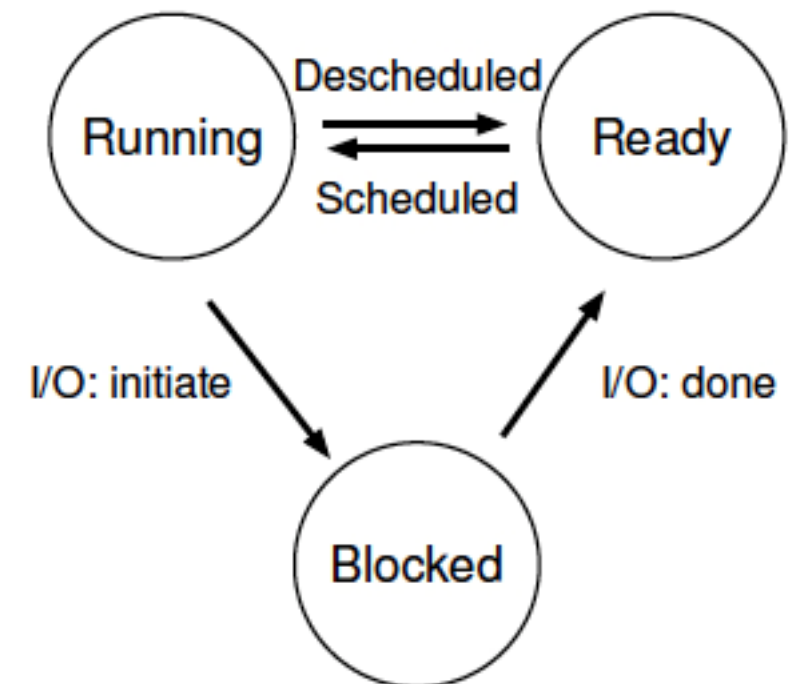 Descheduled
Running
Ready
Scheduled
I/O: initiate
I/O: done
Blocked